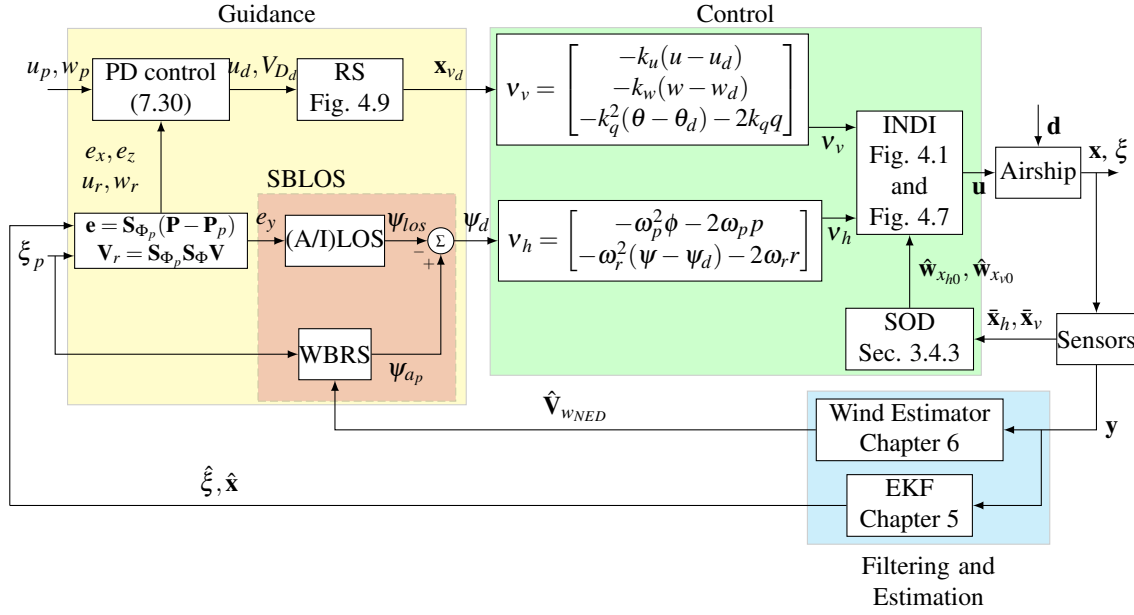 Guidance
Control
u_p, w_p
PD control
(7.30)
u_d, V_{D_d}
RS
Fig. 4.9
x_{v_d}
ν_v = [ -k_u(u - u_d)
-k_w(w - w_d)
-k_q^2(θ - θ_d) - 2k_q q ]
ν_v
INDI
Fig. 4.1
and
Fig. 4.7
u
d
Airship
x, ξ
e_x, e_z
u_r, w_r
SBLOS
e = S_{Φ_p}(P - P_p)
V_r = S_{Φ_p} S_Φ V
ξ_p
e_y
(A/I)LOS
ψ_{los}
−
Σ
+
ψ_d
ν_h = [ -ω_p^2 ϕ - 2ω_p p
-ω_r^2(ψ - ψ_d) - 2ω_r r ]
ν_h
ŵ_{x_{h0}}, ŵ_{x_{v0}}
SOD
Sec. 3.4.3
x̄_h, x̄_v
Sensors
WBRS
ψ_{a_p}
V̂_{w_{NED}}
Wind Estimator
Chapter 6
y
ξ̂, x̂
EKF
Chapter 5
Filtering and
Estimation